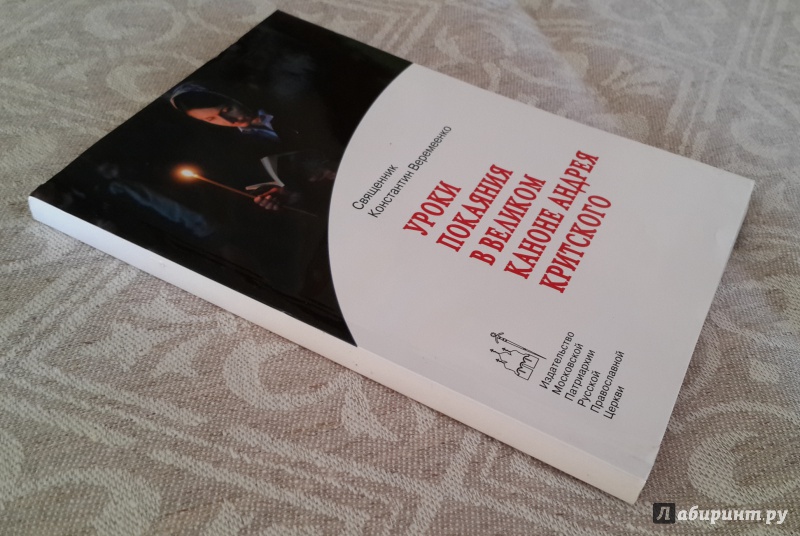 Священник
Константин Веремеенко
УРОКИ
ПОКАЯНИЯ
В ВЕЛИКОМ
КАНОНЕ АНДРЕЯ
КРИТСКОГО
Издательство
Московской
Патриархии
Русской
Православной
Церкви
Лабиринт.ру